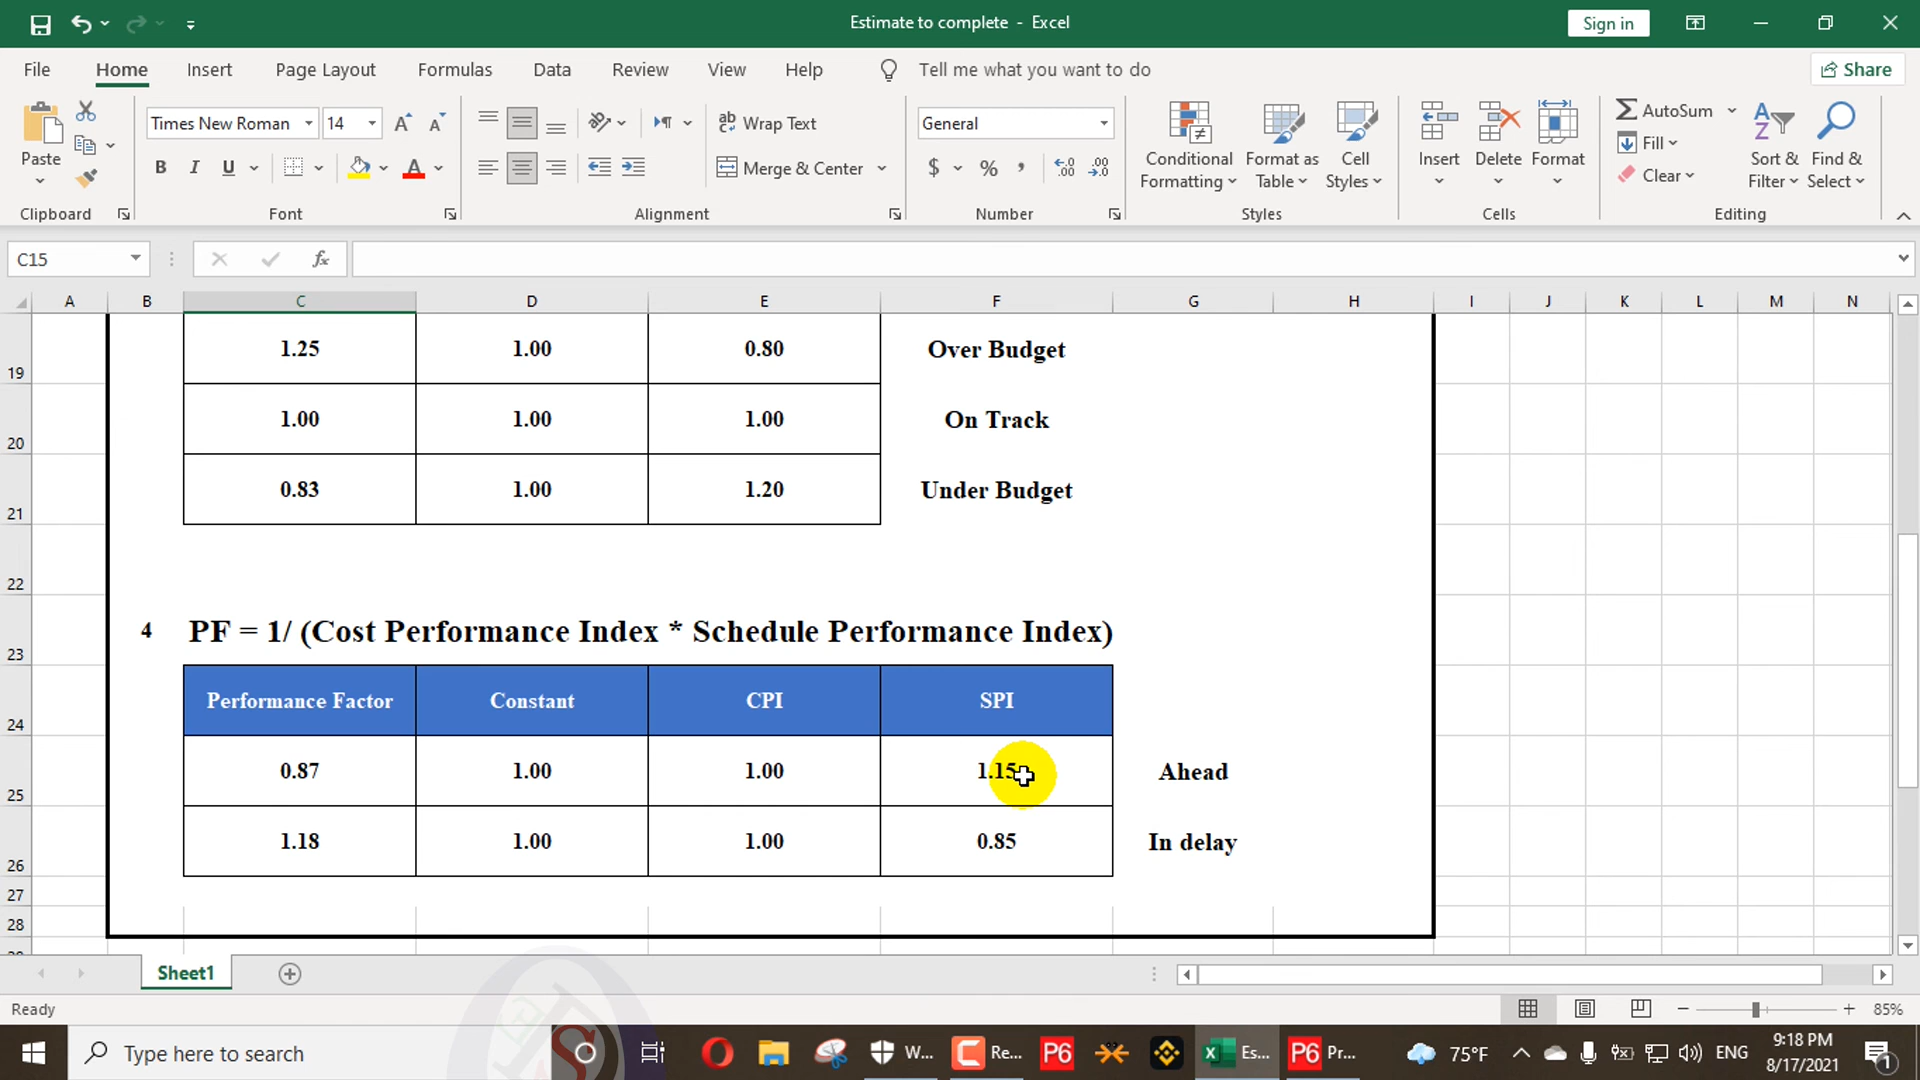 Estimate to complete - Excel
Sign in
File Home Insert Page Layout Formulas Data Review View Help Tell me what you want to do Share
Paste
Clipboard
Times New Roman 14
B I U
Font
Wrap Text
Merge & Center
Alignment
General
$ % ,
Number
Conditional Formatting
Format as Table
Cell Styles
Styles
Insert Delete Format
Cells
AutoSum
Fill
Clear
Sort & Filter
Find & Select
Editing
C15 fx
A B C D E F G H I J K L M N
19 1.25 1.00 0.80 Over Budget
20 1.00 1.00 1.00 On Track
21 0.83 1.00 1.20 Under Budget
22
23 4 PF = 1/ (Cost Performance Index * Schedule Performance Index)
24 Performance Factor Constant CPI SPI
25 0.87 1.00 1.00 1.15 Ahead
26 1.18 1.00 1.00 0.85 In delay
27
28
Sheet1
Ready 85%
Type here to search W... Re... P6 Es... P6 Pr... 75°F ENG 9:18 PM
8/17/2021 1